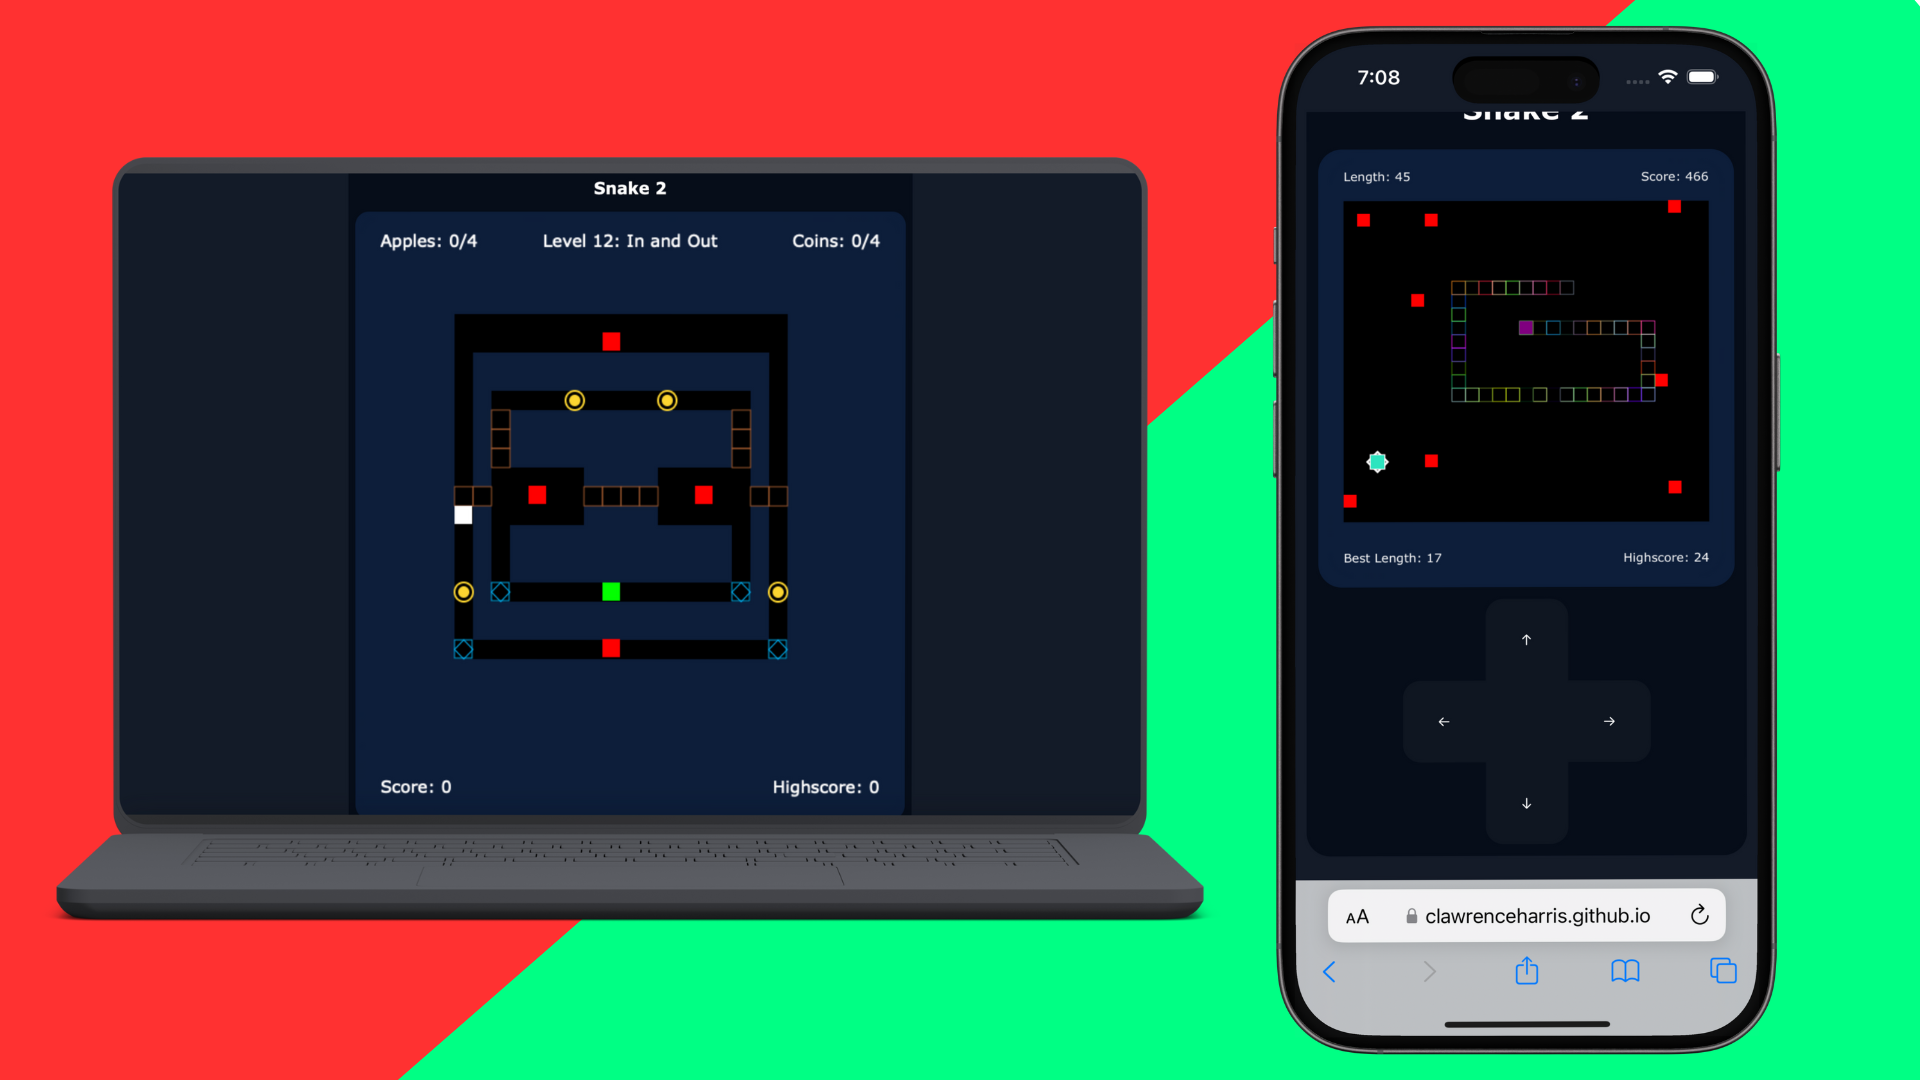 Snake 2
Apples: 0/4
Level 12: In and Out
Coins: 0/4
Score: 0
Highscore: 0
7:08
Snake 2
Length: 45
Score: 466
Best Length: 17
Highscore: 24
↑
← →
↓
AA clawrenceharris.github.io